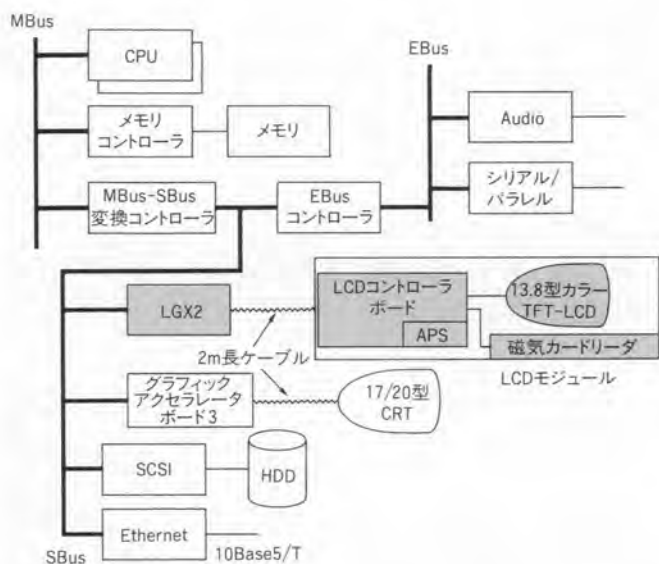 MBus
CPU
メモリ
コントローラ
メモリ
MBus-SBus
変換コントローラ
EBus
コントローラ
EBus
Audio
シリアル/
パラレル
LGX2
2m長ケーブル
LCDコントローラ
ボード
APS
13.8型カラー
TFT-LCD
磁気カードリーダ
LCDモジュール
グラフィック
アクセラレータ
ボード3
17/20型
CRT
SCSI
HDD
Ethernet
10Base5/T
SBus